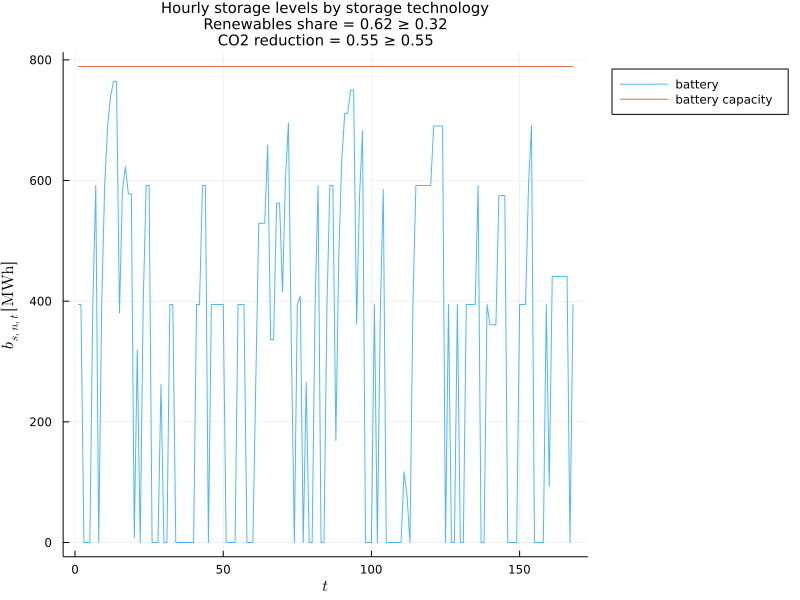 Hourly storage levels by storage technology
Renewables share = 0.62 ≥ 0.32
CO2 reduction = 0.55 ≥ 0.55
800
600
400
200
0
b_{s, n, t} [MWh]
0
50
100
150
t
battery
battery capacity